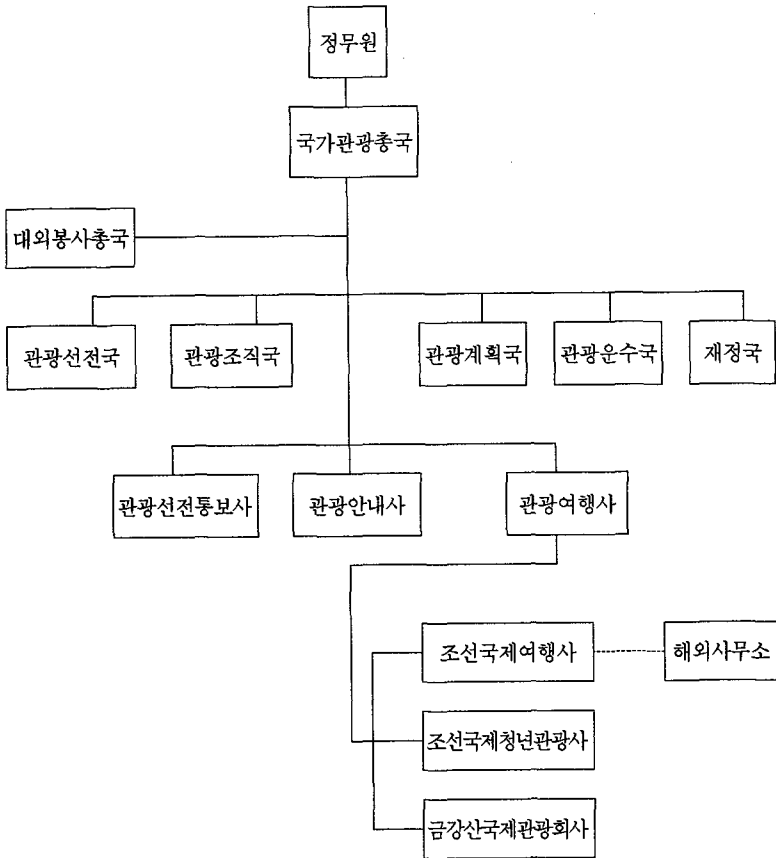 정무원
국가관광총국
대외봉사총국
관광선전국
관광조직국
관광계획국
관광운수국
재정국
관광선전통보사
관광안내사
관광여행사
조선국제여행사
해외사무소
조선국제청년관광사
금강산국제관광회사